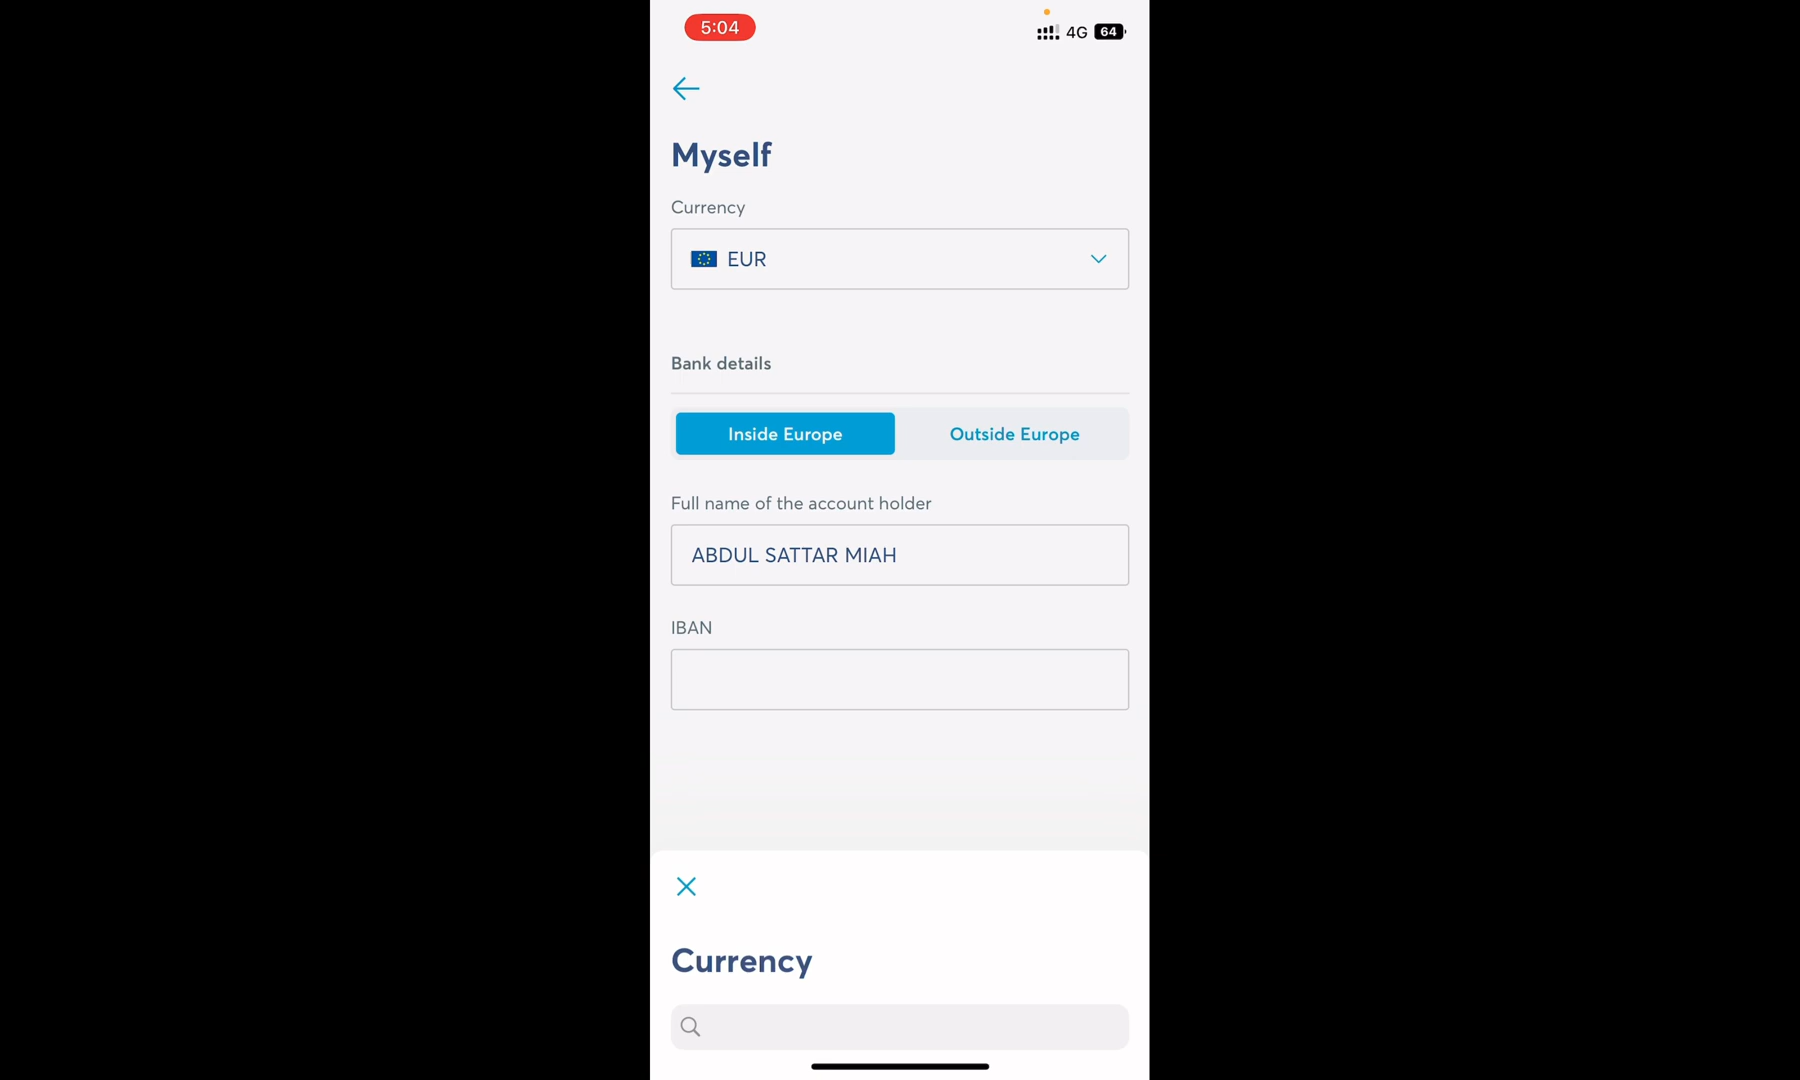 5:04
4G 64
Myself
Currency
EUR
Bank details
Inside Europe
Outside Europe
Full name of the account holder
ABDUL SATTAR MIAH
IBAN
Currency